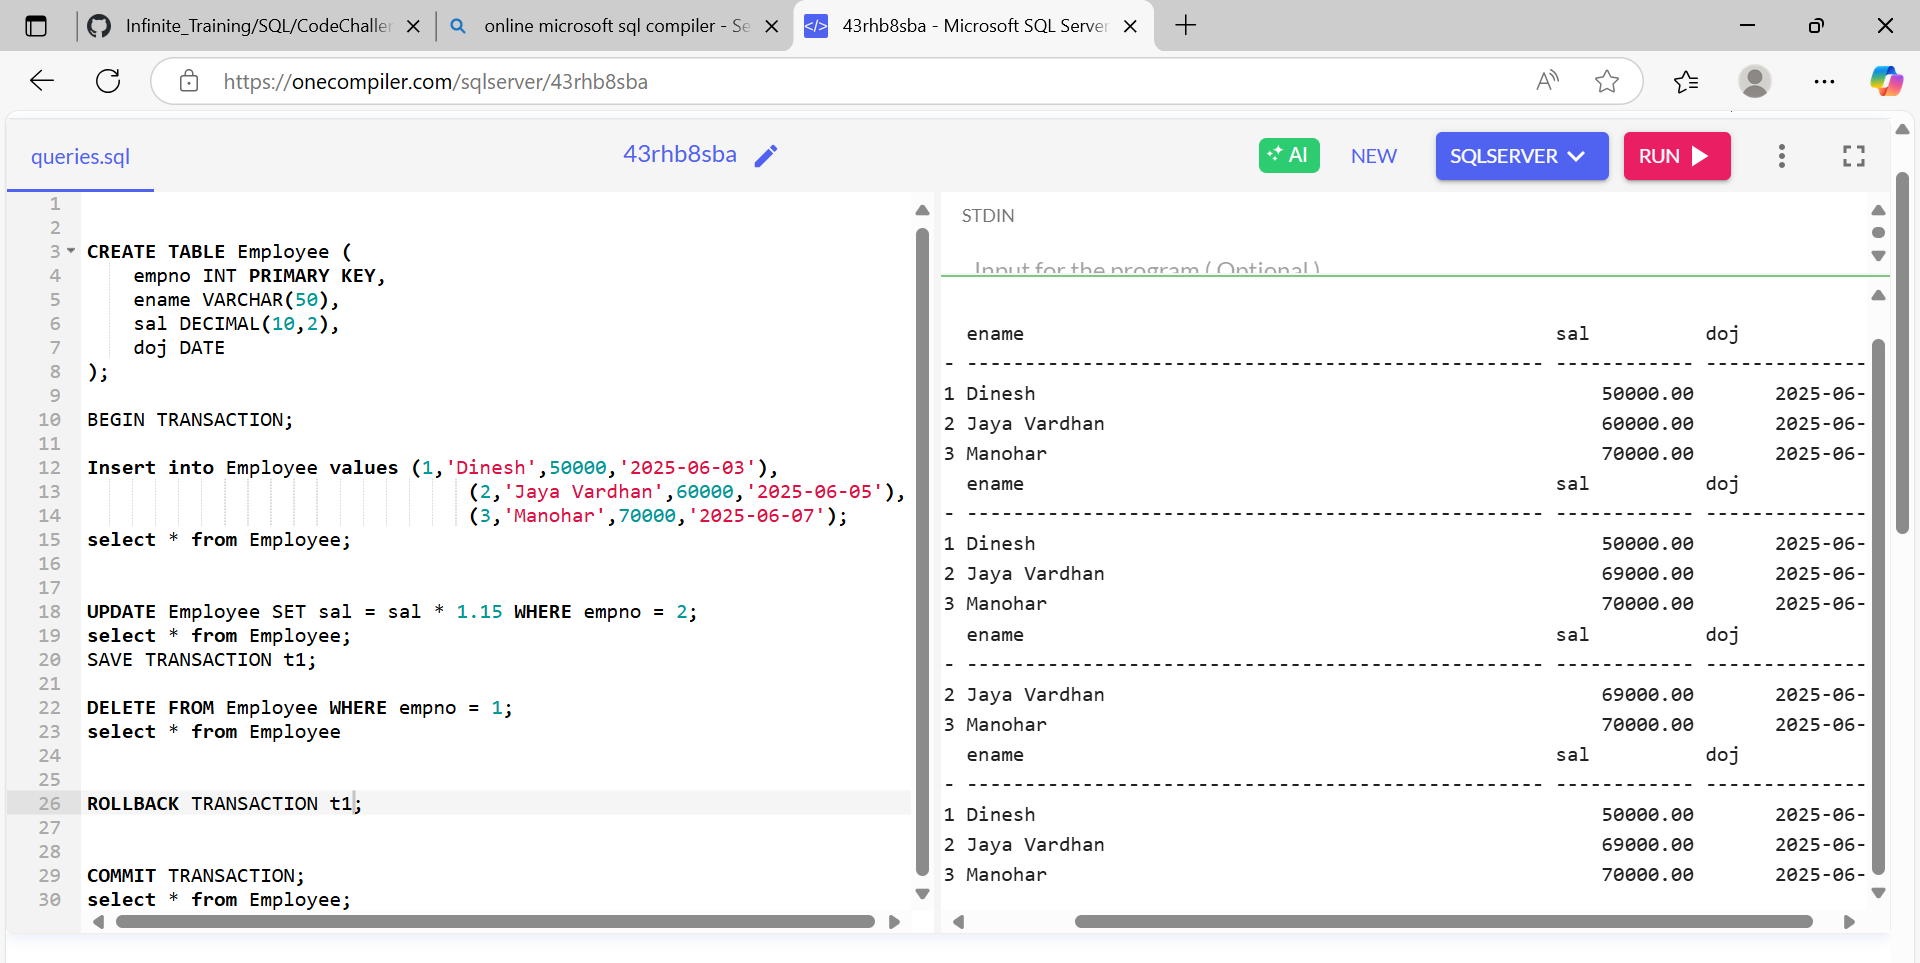 Infinite_Training/SQL/CodeChaller
online microsoft sql compiler - Se
43rhb8sba - Microsoft SQL Server
https://onecompiler.com/sqlserver/43rhb8sba
queries.sql
43rhb8sba
AI
NEW
SQLSERVER
RUN
1
2
3 CREATE TABLE Employee (
4 empno INT PRIMARY KEY,
5 ename VARCHAR(50),
6 sal DECIMAL(10,2),
7 doj DATE
8 );
9
10 BEGIN TRANSACTION;
11
12 Insert into Employee values (1,'Dinesh',50000,'2025-06-03'),
13 (2,'Jaya Vardhan',60000,'2025-06-05'),
14 (3,'Manohar',70000,'2025-06-07');
15 select * from Employee;
16
17
18 UPDATE Employee SET sal = sal * 1.15 WHERE empno = 2;
19 select * from Employee;
20 SAVE TRANSACTION t1;
21
22 DELETE FROM Employee WHERE empno = 1;
23 select * from Employee
24
25
26 ROLLBACK TRANSACTION t1;
27
28
29 COMMIT TRANSACTION;
30 select * from Employee;
STDIN
Input for the program ( Optional )
ename sal doj
- -------------------------------------------------- ------------ --------------
1 Dinesh 50000.00 2025-06-
2 Jaya Vardhan 60000.00 2025-06-
3 Manohar 70000.00 2025-06-
ename sal doj
- -------------------------------------------------- ------------ --------------
1 Dinesh 50000.00 2025-06-
2 Jaya Vardhan 69000.00 2025-06-
3 Manohar 70000.00 2025-06-
ename sal doj
- -------------------------------------------------- ------------ --------------
2 Jaya Vardhan 69000.00 2025-06-
3 Manohar 70000.00 2025-06-
ename sal doj
- -------------------------------------------------- ------------ --------------
1 Dinesh 50000.00 2025-06-
2 Jaya Vardhan 69000.00 2025-06-
3 Manohar 70000.00 2025-06-